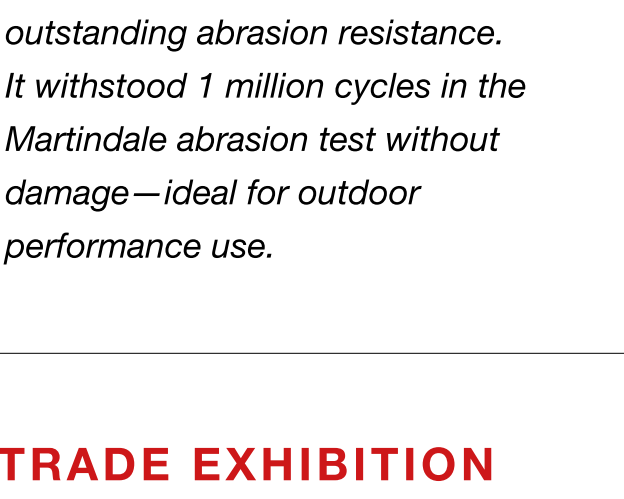 outstanding abrasion resistance.
It withstood 1 million cycles in the
Martindale abrasion test without
damage—ideal for outdoor
performance use.
TRADE EXHIBITION